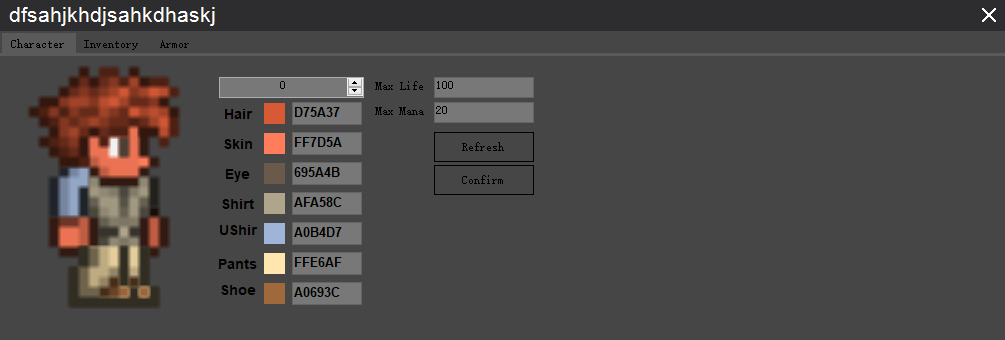 dfsahjkhdjsahkdhaskj
Character Inventory Armor
0
Hair D75A37
Skin FF7D5A
Eye 695A4B
Shirt AFA58C
UShir A0B4D7
Pants FFE6AF
Shoe A0693C
Max Life 100
Max Mana 20
Refresh
Confirm